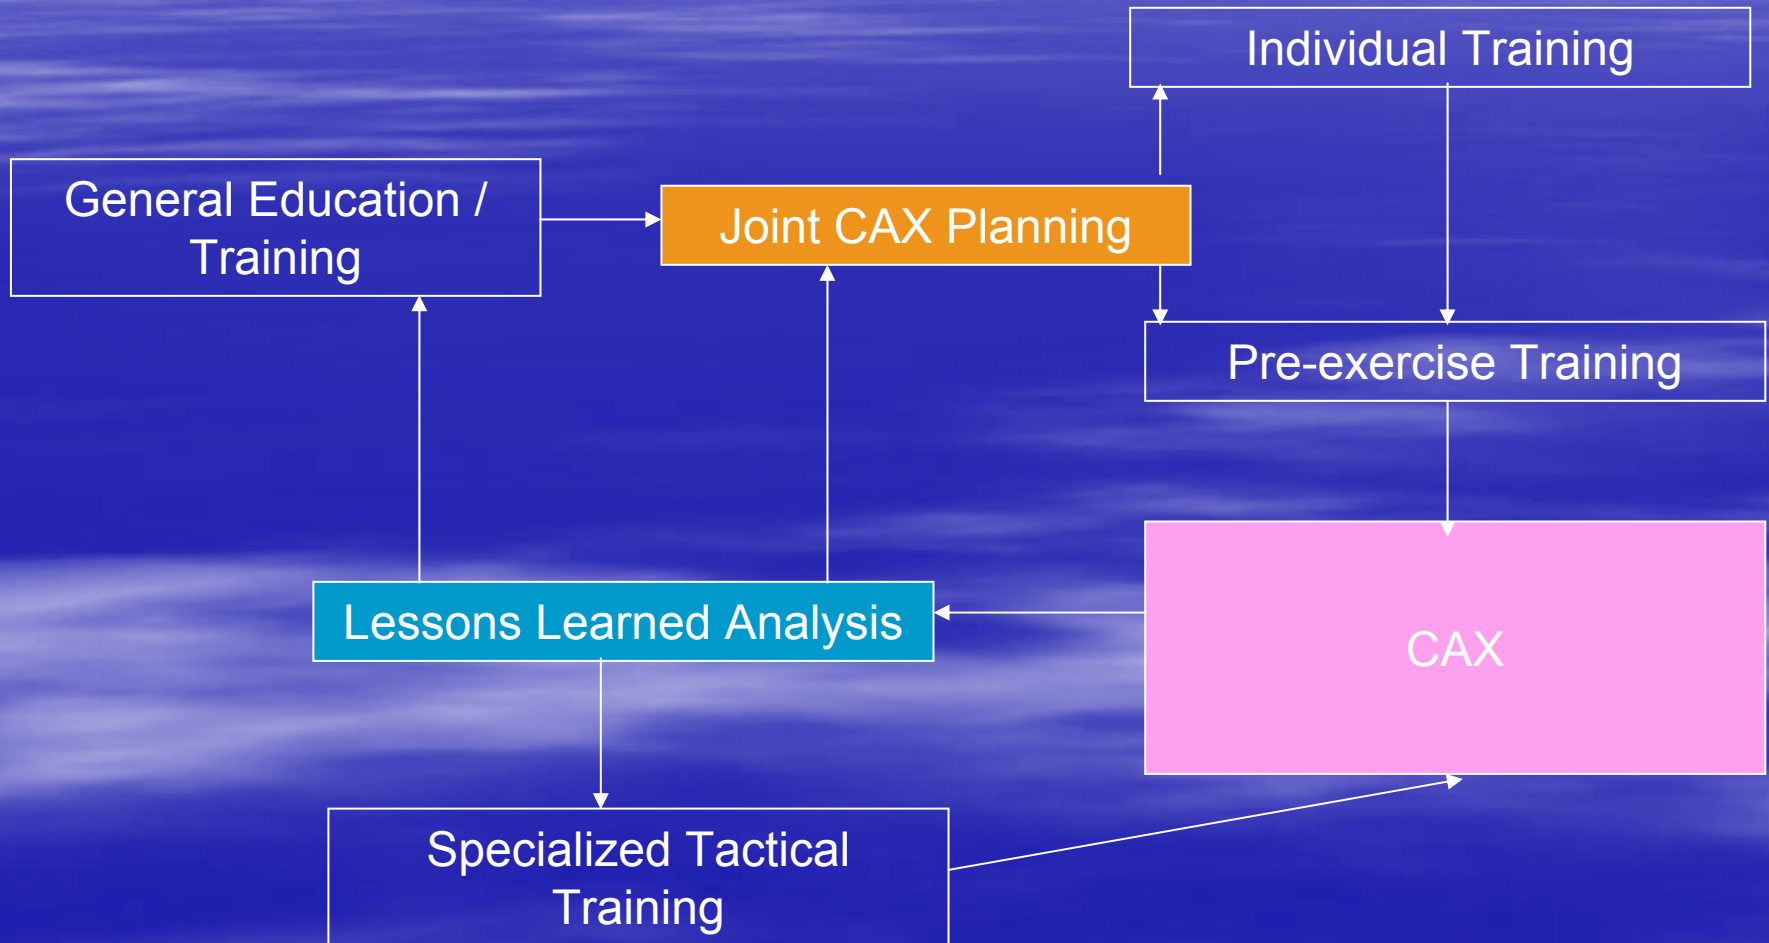 Individual Training
General Education /
Training
Joint CAX Planning
Pre-exercise Training
Lessons Learned Analysis
CAX
Specialized Tactical
Training